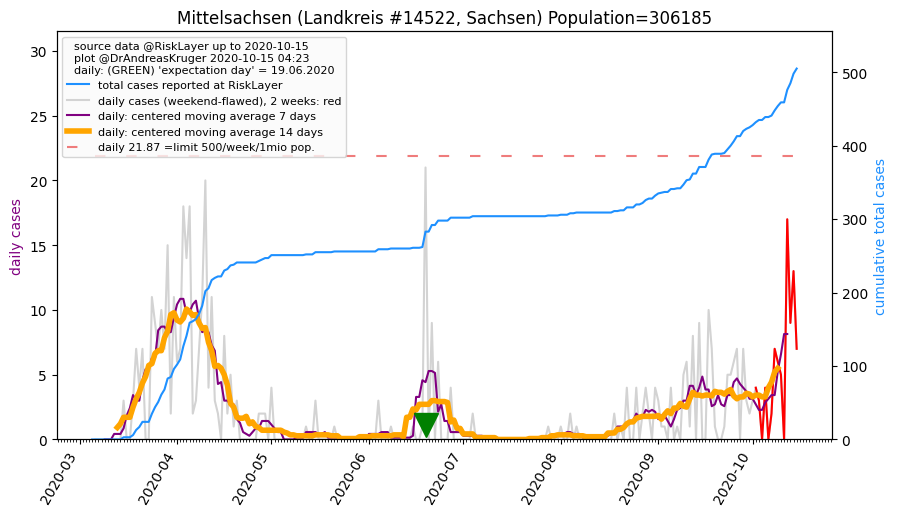 Mittelsachsen (Landkreis #14522, Sachsen) Population=306185
source data @RiskLayer up to 2020-10-15
plot @DrAndreasKruger 2020-10-15 04:23
daily: (GREEN) 'expectation day' = 19.06.2020
total cases reported at RiskLayer
daily cases (weekend-flawed), 2 weeks: red
daily: centered moving average 7 days
daily: centered moving average 14 days
daily 21.87 =limit 500/week/1mio pop.
daily cases
30
25
20
15
10
5
0
cumulative total cases
500
400
300
200
100
0
2020-03
2020-04
2020-05
2020-06
2020-07
2020-08
2020-09
2020-10